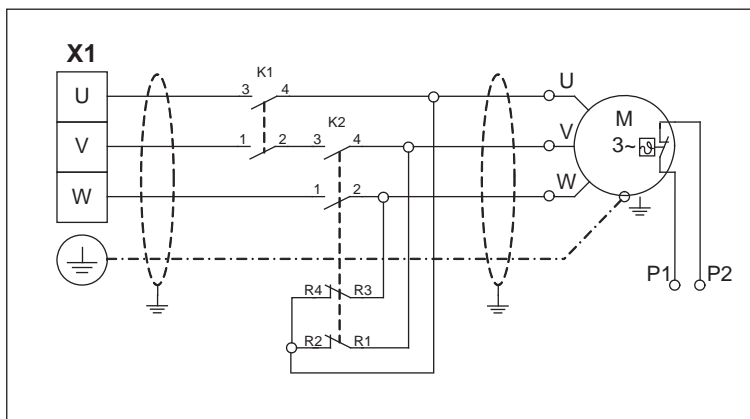 X1
K1
U 3 4 U
K2 M
V 1 2 3 4 V 3~ ϑ
W 1 2 W
P1 P2
R4 R3
R2 R1